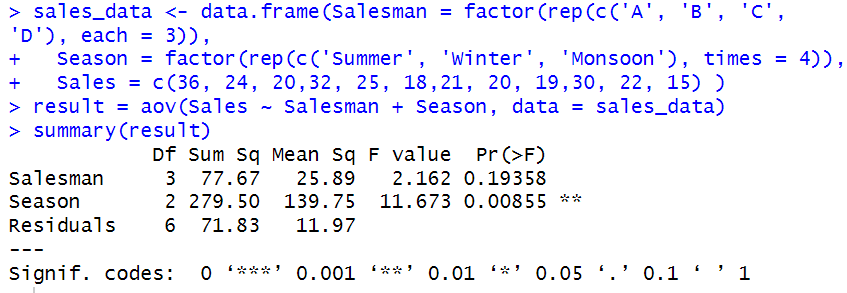 > sales_data <- data.frame(Salesman = factor(rep(c('A', 'B', 'C',
'D'), each = 3)),
+   Season = factor(rep(c('Summer', 'Winter', 'Monsoon'), times = 4)),
+   Sales = c(36, 24, 20,32, 25, 18,21, 20, 19,30, 22, 15) )
> result = aov(Sales ~ Salesman + Season, data = sales_data)
> summary(result)
            Df Sum Sq Mean Sq F value  Pr(>F)
Salesman     3  77.67   25.89   2.162 0.19358
Season       2 279.50  139.75  11.673 0.00855 **
Residuals    6  71.83   11.97
---
Signif. codes:  0 ‘***’ 0.001 ‘**’ 0.01 ‘*’ 0.05 ‘.’ 0.1 ‘ ’ 1